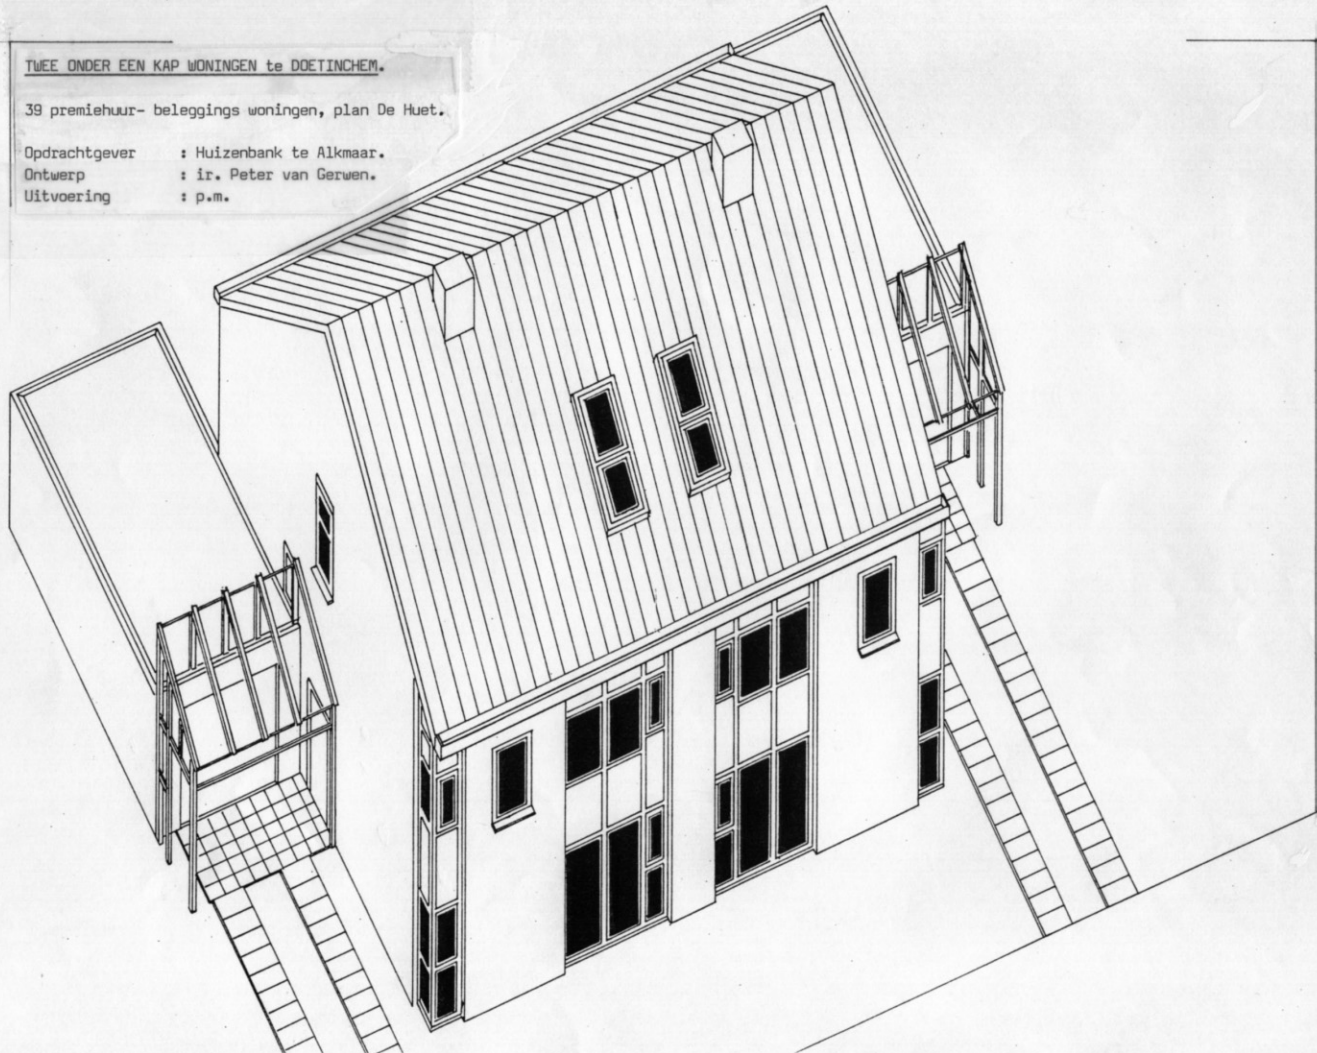 TWEE ONDER EEN KAP WONINGEN te DOETINCHEM.
39 premiehuur- beleggings woningen, plan De Huet.
Opdrachtgever : Huizenbank te Alkmaar.
Ontwerp : ir. Peter van Gerwen.
Uitvoering : p.m.